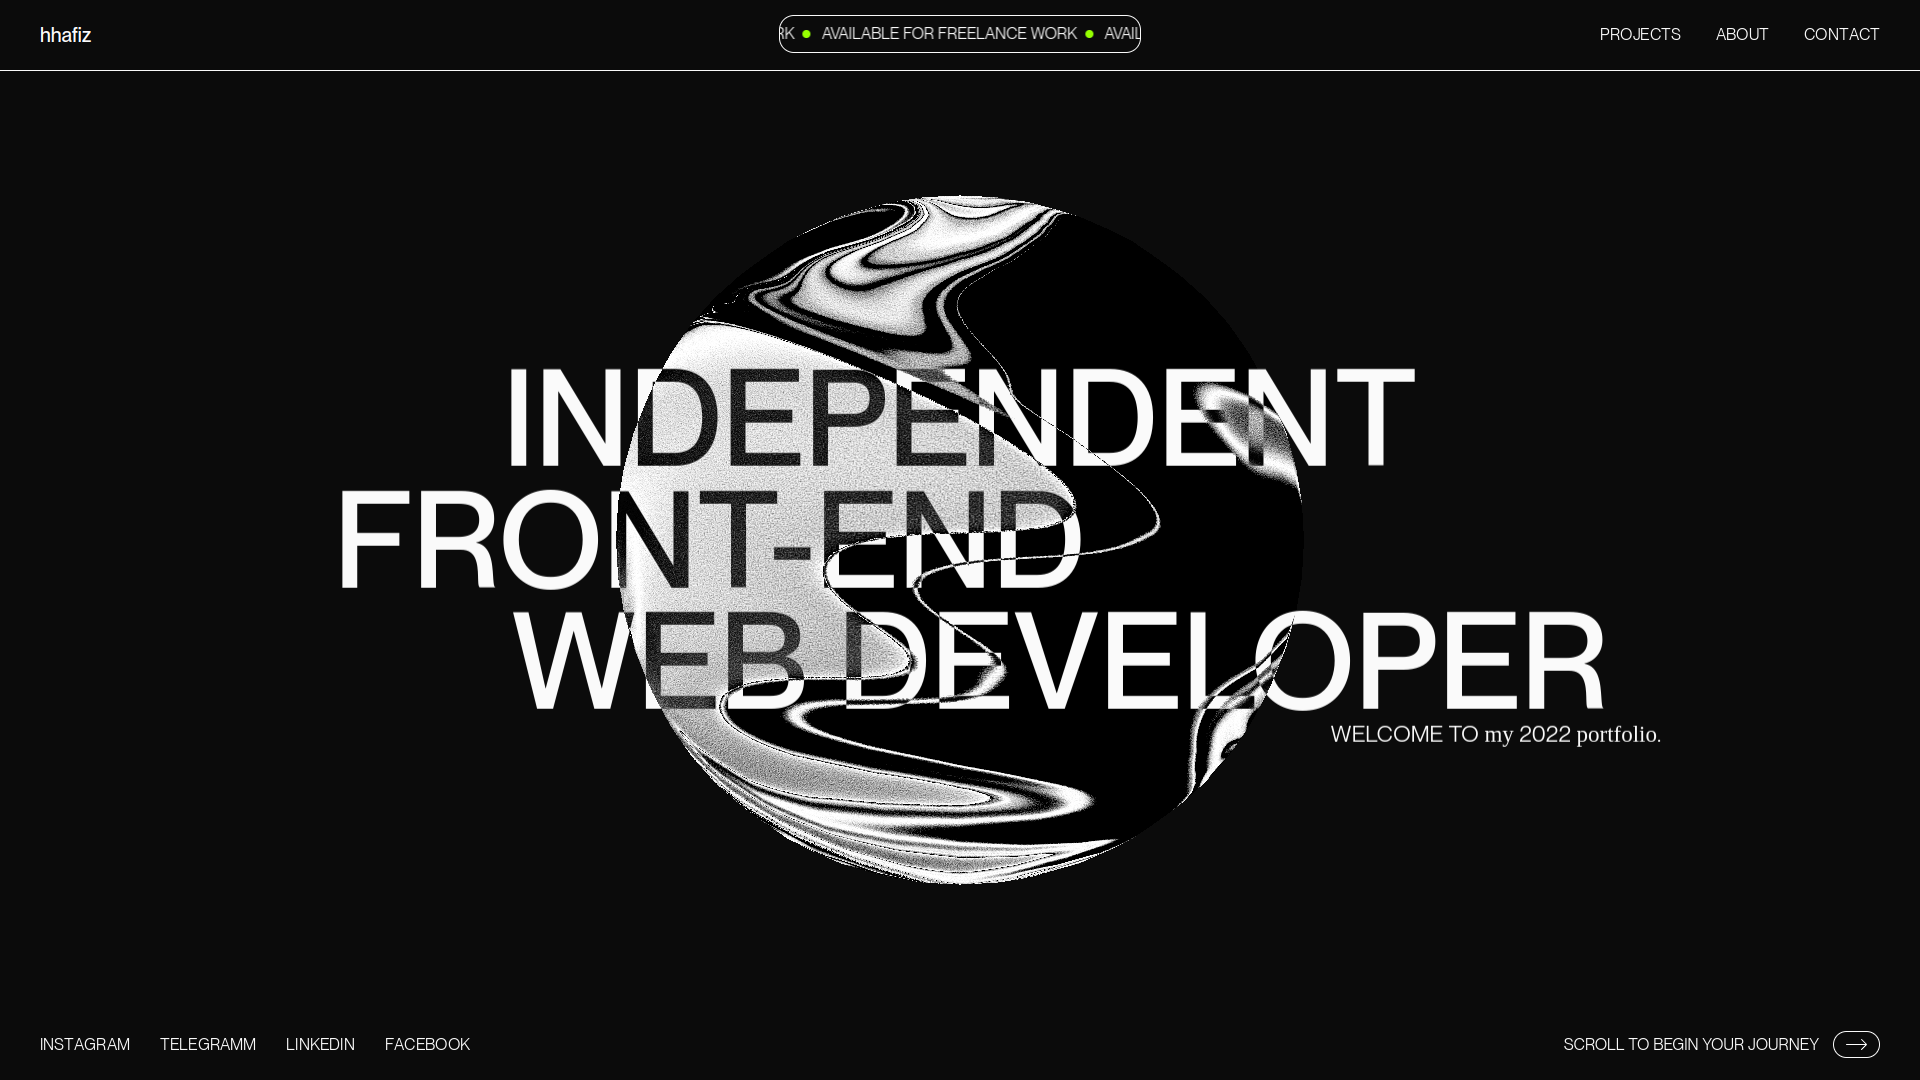 hhafiz
RK • AVAILABLE FOR FREELANCE WORK • AVAIL
PROJECTS ABOUT CONTACT
INDEPENDENT
FRONT-END
WEB DEVELOPER
WELCOME TO my 2022 portfolio.
INSTAGRAM TELEGRAMM LINKEDIN FACEBOOK
SCROLL TO BEGIN YOUR JOURNEY